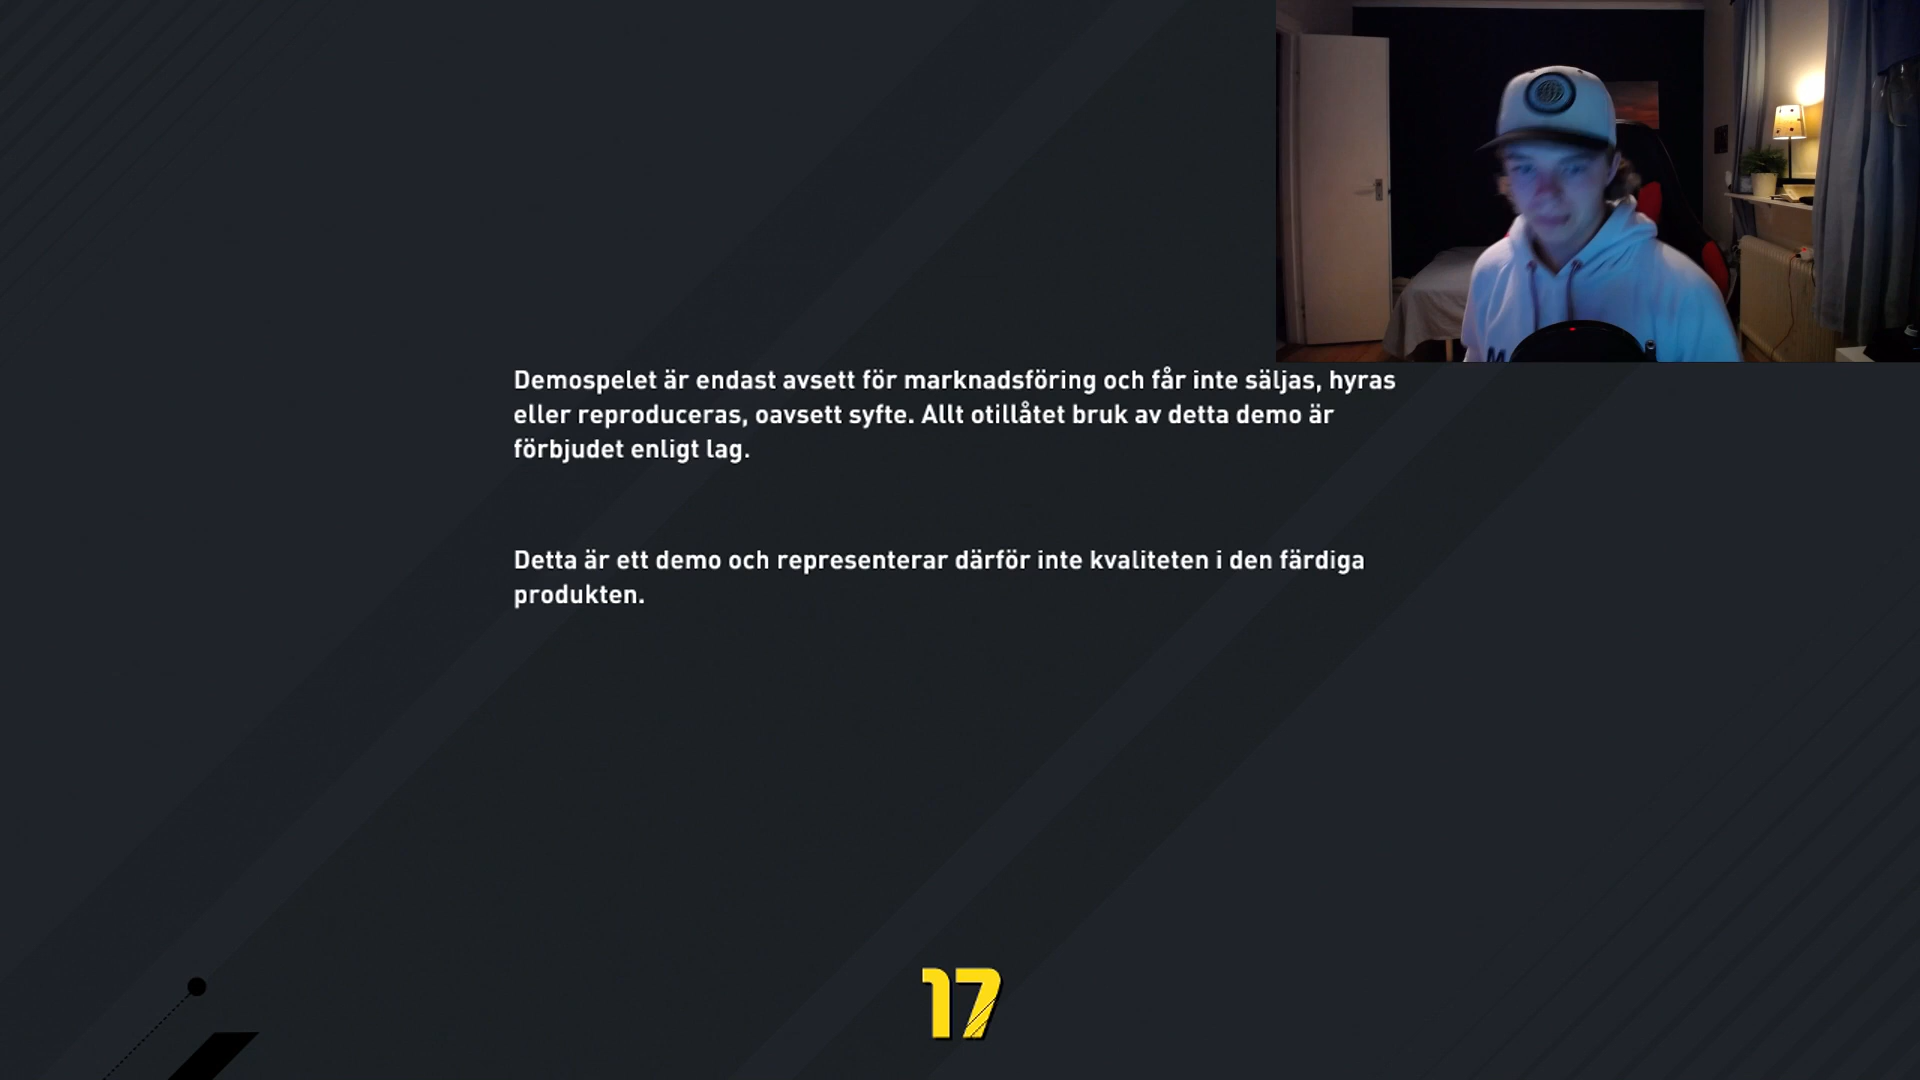 Demospelet är endast avsett för marknadsföring och får inte säljas, hyras
eller reproduceras, oavsett syfte. Allt otillåtet bruk av detta demo är
förbjudet enligt lag.
Detta är ett demo och representerar därför inte kvaliteten i den färdiga
produkten.
17